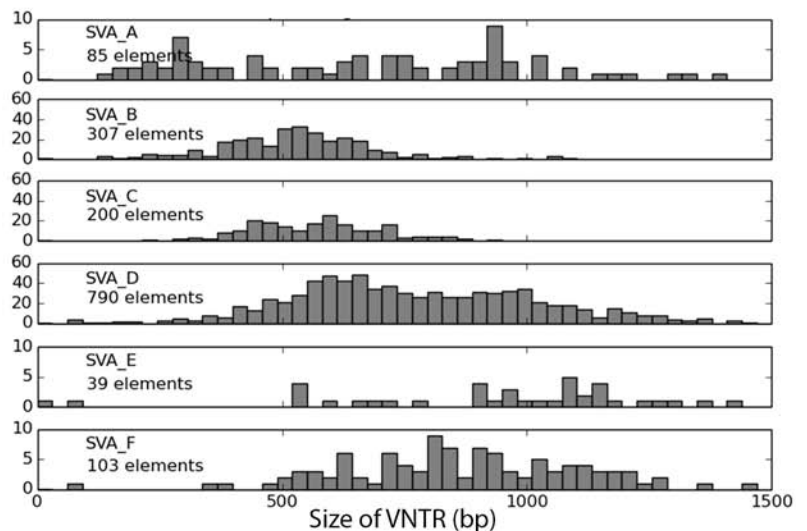 10
5
0
SVA_A
85 elements
60
40
20
0
SVA_B
307 elements
60
40
20
0
SVA_C
200 elements
60
40
20
0
SVA_D
790 elements
10
5
0
SVA_E
39 elements
10
5
0
SVA_F
103 elements
0 500 1000 1500
Size of VNTR (bp)